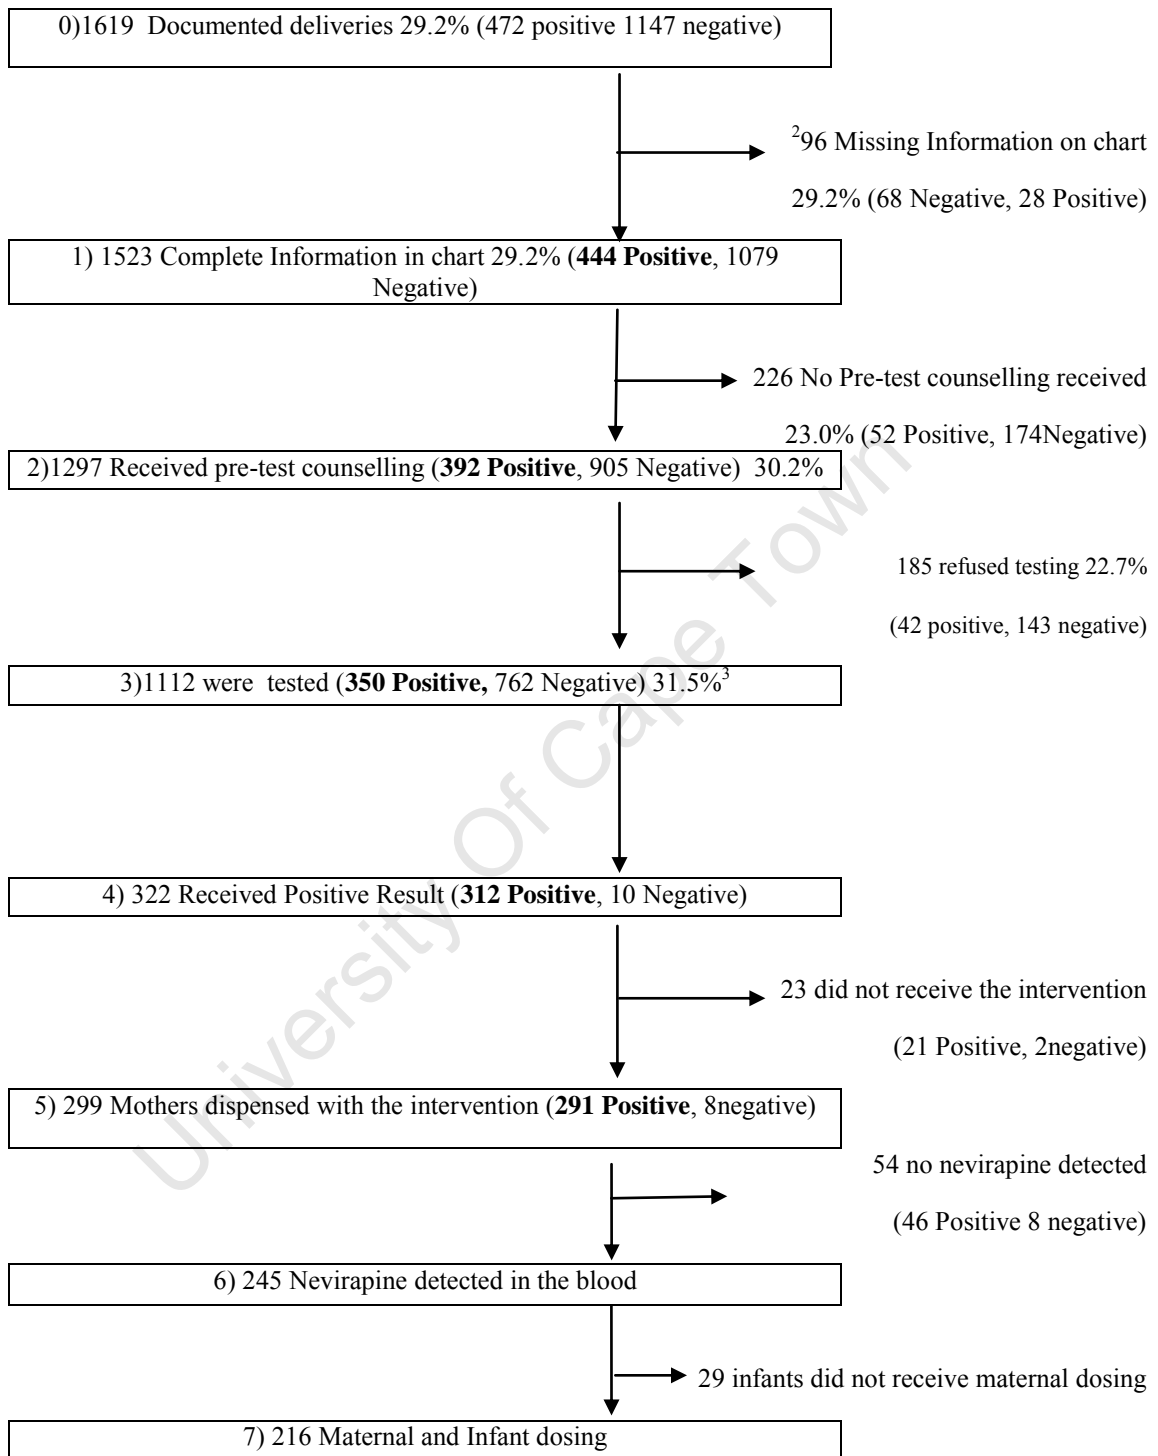 0)1619 Documented deliveries 29.2% (472 positive 1147 negative)
²96 Missing Information on chart
29.2% (68 Negative, 28 Positive)
1) 1523 Complete Information in chart 29.2% (444 Positive, 1079
Negative)
226 No Pre-test counselling received
23.0% (52 Positive, 174Negative)
2)1297 Received pre-test counselling (392 Positive, 905 Negative) 30.2%
185 refused testing 22.7%
(42 positive, 143 negative)
3)1112 were tested (350 Positive, 762 Negative) 31.5%³
4) 322 Received Positive Result (312 Positive, 10 Negative)
23 did not receive the intervention
(21 Positive, 2negative)
5) 299 Mothers dispensed with the intervention (291 Positive, 8negative)
54 no nevirapine detected
(46 Positive 8 negative)
6) 245 Nevirapine detected in the blood
29 infants did not receive maternal dosing
7) 216 Maternal and Infant dosing
University Of Cape Town